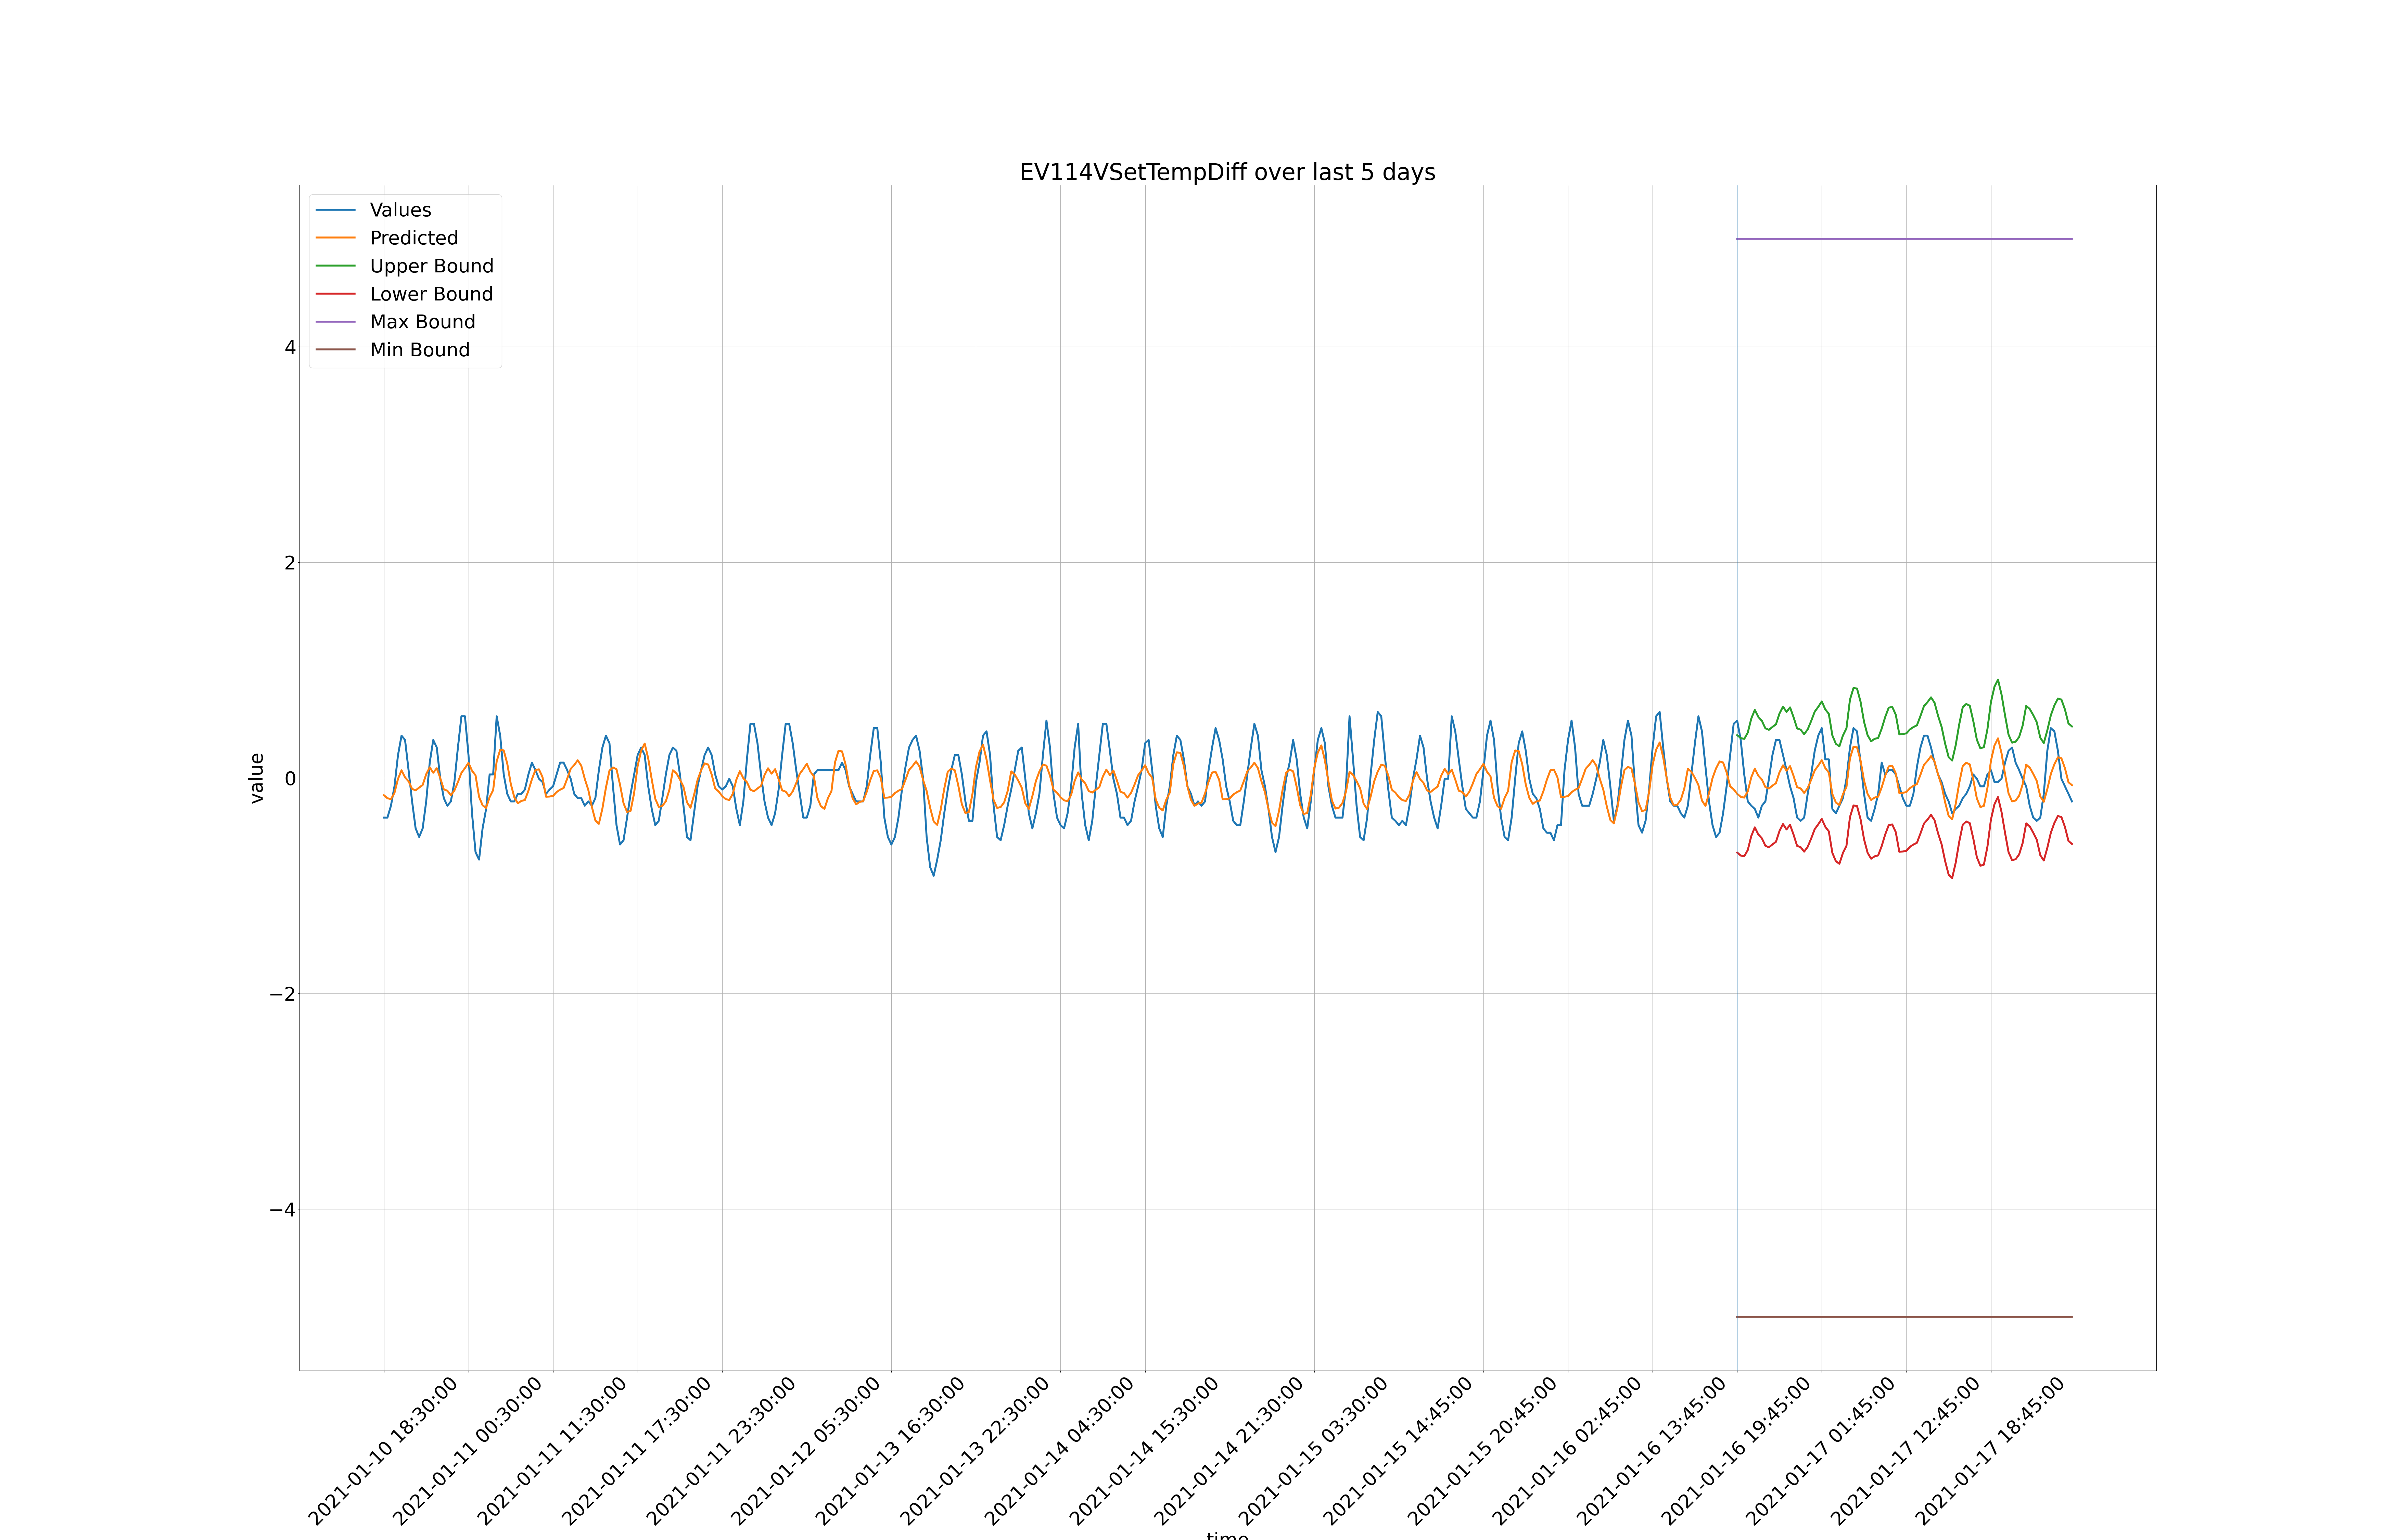 EV114VSetTempDiff over last 5 days
Values
Predicted
Upper Bound
Lower Bound
Max Bound
Min Bound
value
4
2
0
−2
−4
2021-01-10 18:30:00
2021-01-11 00:30:00
2021-01-11 11:30:00
2021-01-11 17:30:00
2021-01-11 23:30:00
2021-01-12 05:30:00
2021-01-13 16:30:00
2021-01-13 22:30:00
2021-01-14 04:30:00
2021-01-14 15:30:00
2021-01-14 21:30:00
2021-01-15 03:30:00
2021-01-15 14:45:00
2021-01-15 20:45:00
2021-01-16 02:45:00
2021-01-16 13:45:00
2021-01-16 19:45:00
2021-01-17 01:45:00
2021-01-17 12:45:00
2021-01-17 18:45:00
time